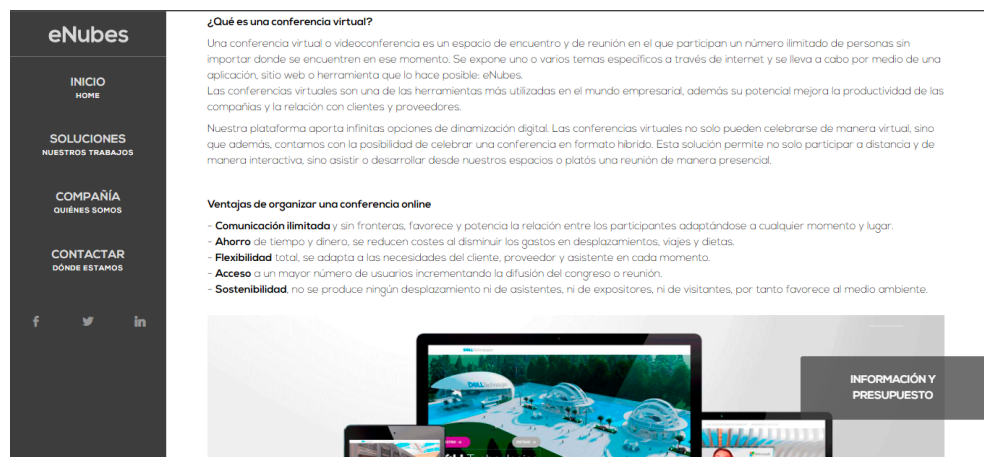 eNubes
INICIO
HOME
SOLUCIONES
NUESTROS TRABAJOS
COMPAÑÍA
QUIÉNES SOMOS
CONTACTAR
DÓNDE ESTAMOS
¿Qué es una conferencia virtual?
Una conferencia virtual o videoconferencia es un espacio de encuentro y de reunión en el que participan un número ilimitado de personas sin
importar donde se encuentren en ese momento. Se expone uno o varios temas específicos a través de internet y se lleva a cabo por medio de una
aplicación, sitio web o herramienta que lo hace posible: eNubes.
Las conferencias virtuales son una de las herramientas más utilizadas en el mundo empresarial, además su potencial mejora la productividad de las
compañías y la relación con clientes y proveedores.
Nuestra plataforma aporta infinitas opciones de dinamización digital. Las conferencias virtuales no solo pueden celebrarse de manera virtual, sino
que además, contamos con la posibilidad de celebrar una conferencia en formato híbrido. Esta solución permite no solo participar a distancia y de
manera interactiva, sino asistir o desarrollar desde nuestros espacios o platós una reunión de manera presencial.
Ventajas de organizar una conferencia online
- Comunicación ilimitada y sin fronteras, favorece y potencia la relación entre los participantes adaptándose a cualquier momento y lugar.
- Ahorro de tiempo y dinero, se reducen costes al disminuir los gastos en desplazamientos, viajes y dietas.
- Flexibilidad total, se adapta a las necesidades del cliente, proveedor y asistente en cada momento.
- Acceso a un mayor número de usuarios incrementando la difusión del congreso o reunión.
- Sostenibilidad, no se produce ningún desplazamiento ni de asistentes, ni de expositores, ni de visitantes, por tanto favorece al medio ambiente.
INFORMACIÓN Y
PRESUPUESTO